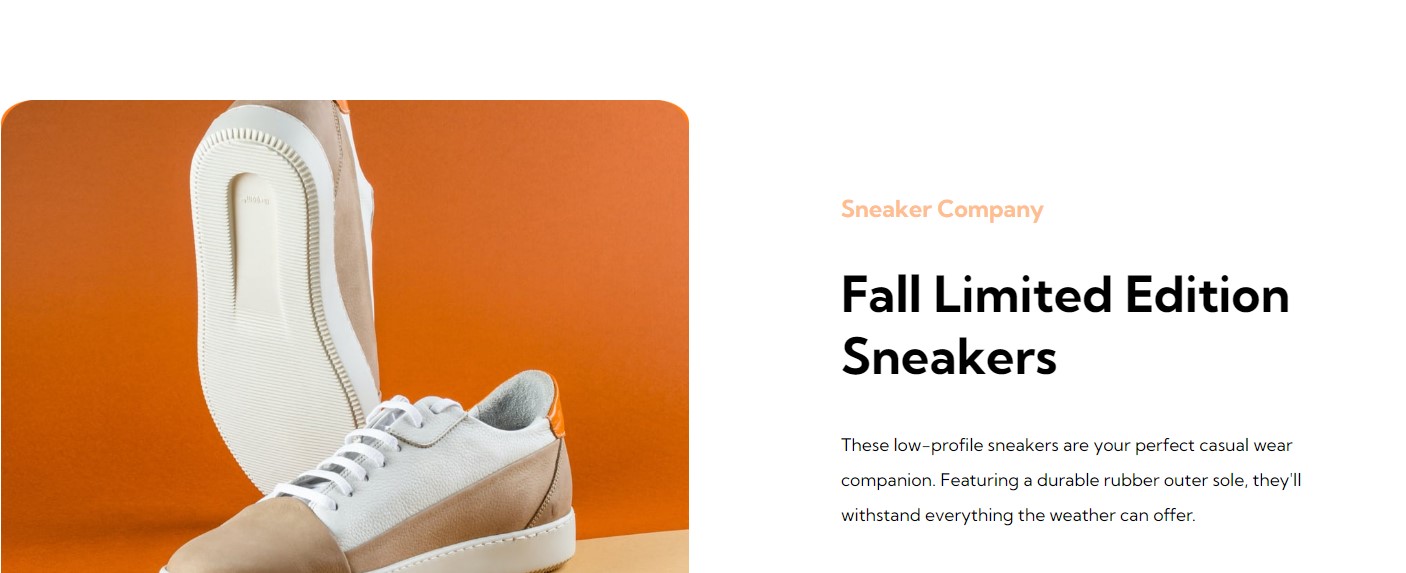 Sneaker Company
Fall Limited Edition
Sneakers
These low-profile sneakers are your perfect casual wear
companion. Featuring a durable rubber outer sole, they'll
withstand everything the weather can offer.